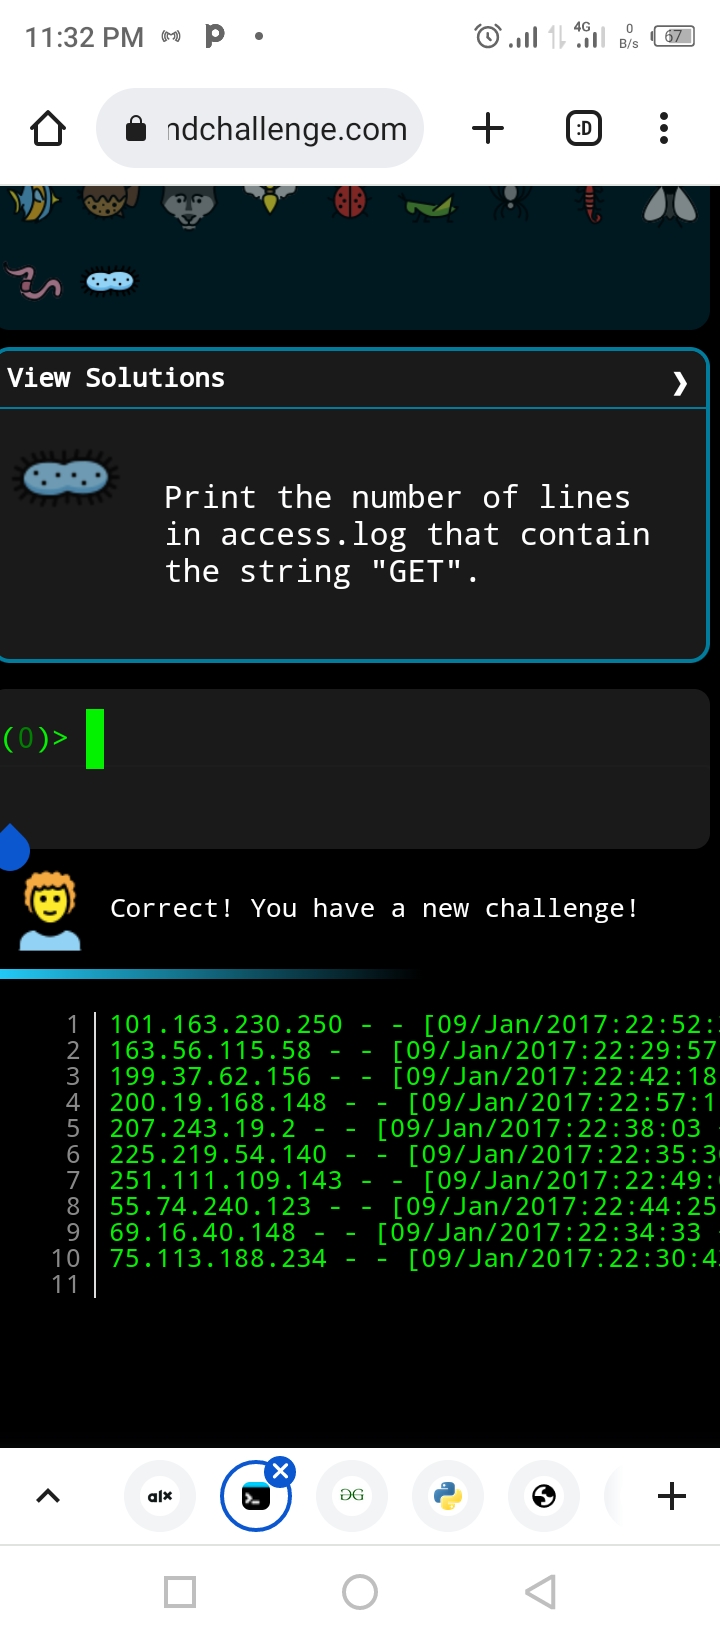 11:32 PM
4G
0
B/s
67
ndchallenge.com
:D
View Solutions
Print the number of lines
in access.log that contain
the string "GET".
(0)>
Correct! You have a new challenge!
1 101.163.230.250 - - [09/Jan/2017:22:52:
2 163.56.115.58 - - [09/Jan/2017:22:29:57
3 199.37.62.156 - - [09/Jan/2017:22:42:18
4 200.19.168.148 - - [09/Jan/2017:22:57:1
5 207.243.19.2 - - [09/Jan/2017:22:38:03
6 225.219.54.140 - - [09/Jan/2017:22:35:3
7 251.111.109.143 - - [09/Jan/2017:22:49:
8 55.74.240.123 - - [09/Jan/2017:22:44:25
9 69.16.40.148 - - [09/Jan/2017:22:34:33
10 75.113.188.234 - - [09/Jan/2017:22:30:4
11
alx